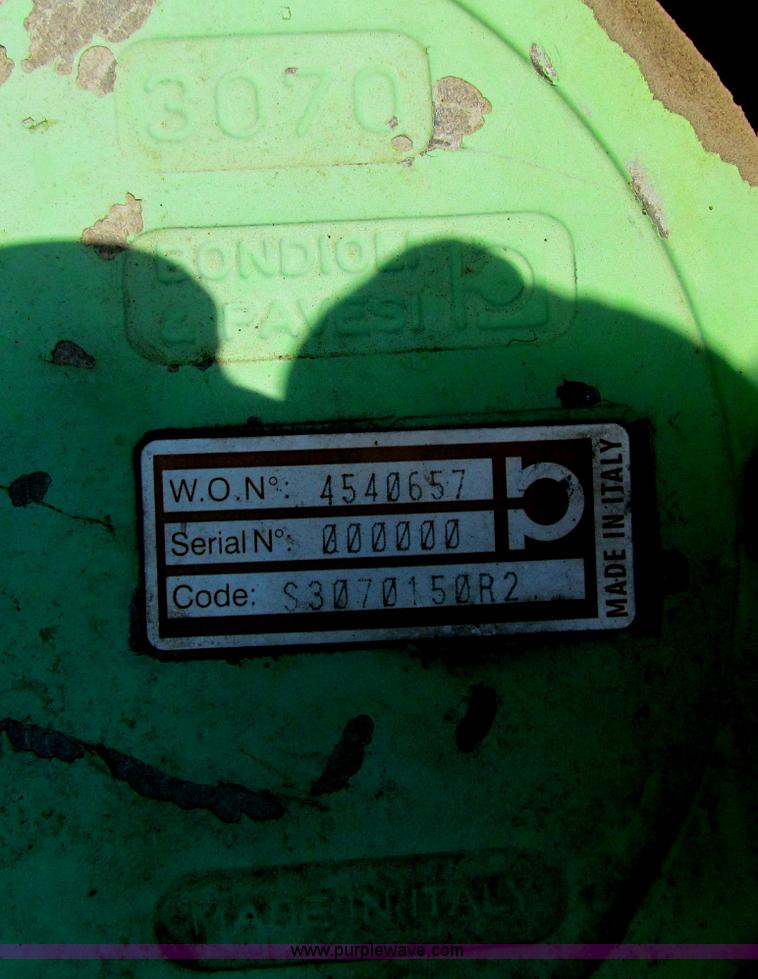 3070
BONDIOLI
& PAVESI
W.O.N°: 4540657
Serial N°: 000000
Code: S3070150R2
MADE IN ITALY
MADE IN ITALY
www.purplewave.com